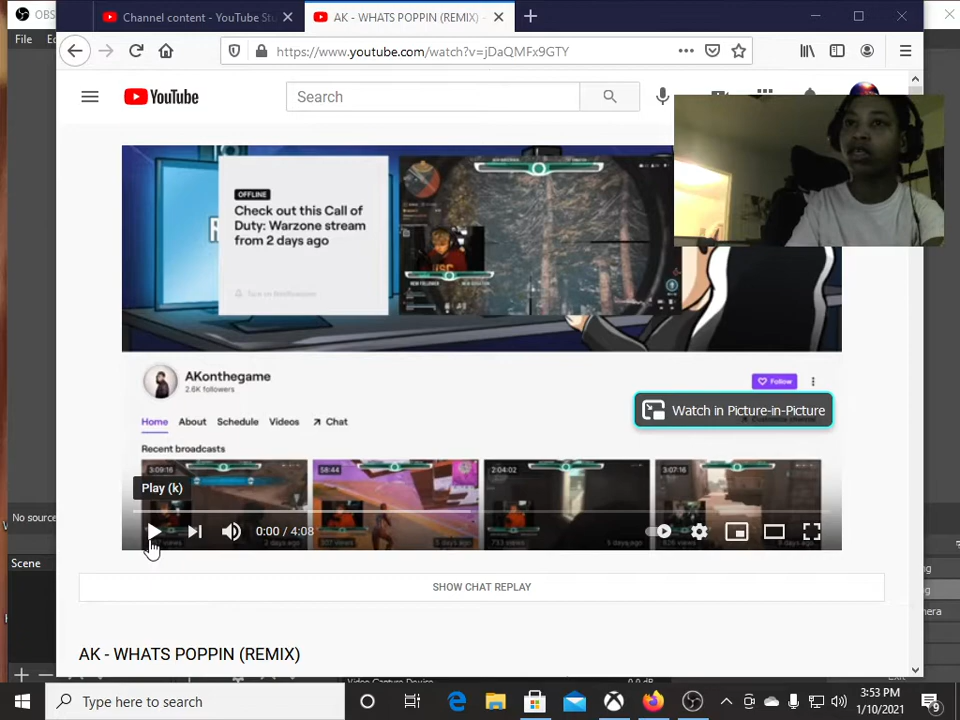 OBS
Channel content - YouTube Stu
AK - WHATS POPPIN (REMIX) -
File
https://www.youtube.com/watch?v=jDaQMFx9GTY
YouTube
Search
OFFLINE
Check out this Call of
Duty: Warzone stream
from 2 days ago
AKonthegame
2.6K followers
Follow
Watch in Picture-in-Picture
Home About Schedule Videos Chat
Recent broadcasts
3:09:16
58:44
2:04:02
3:07:16
Play (k)
0:00 / 4:08
No source
SHOW CHAT REPLAY
Scene
AK - WHATS POPPIN (REMIX)
Type here to search
3:53 PM
1/10/2021
9